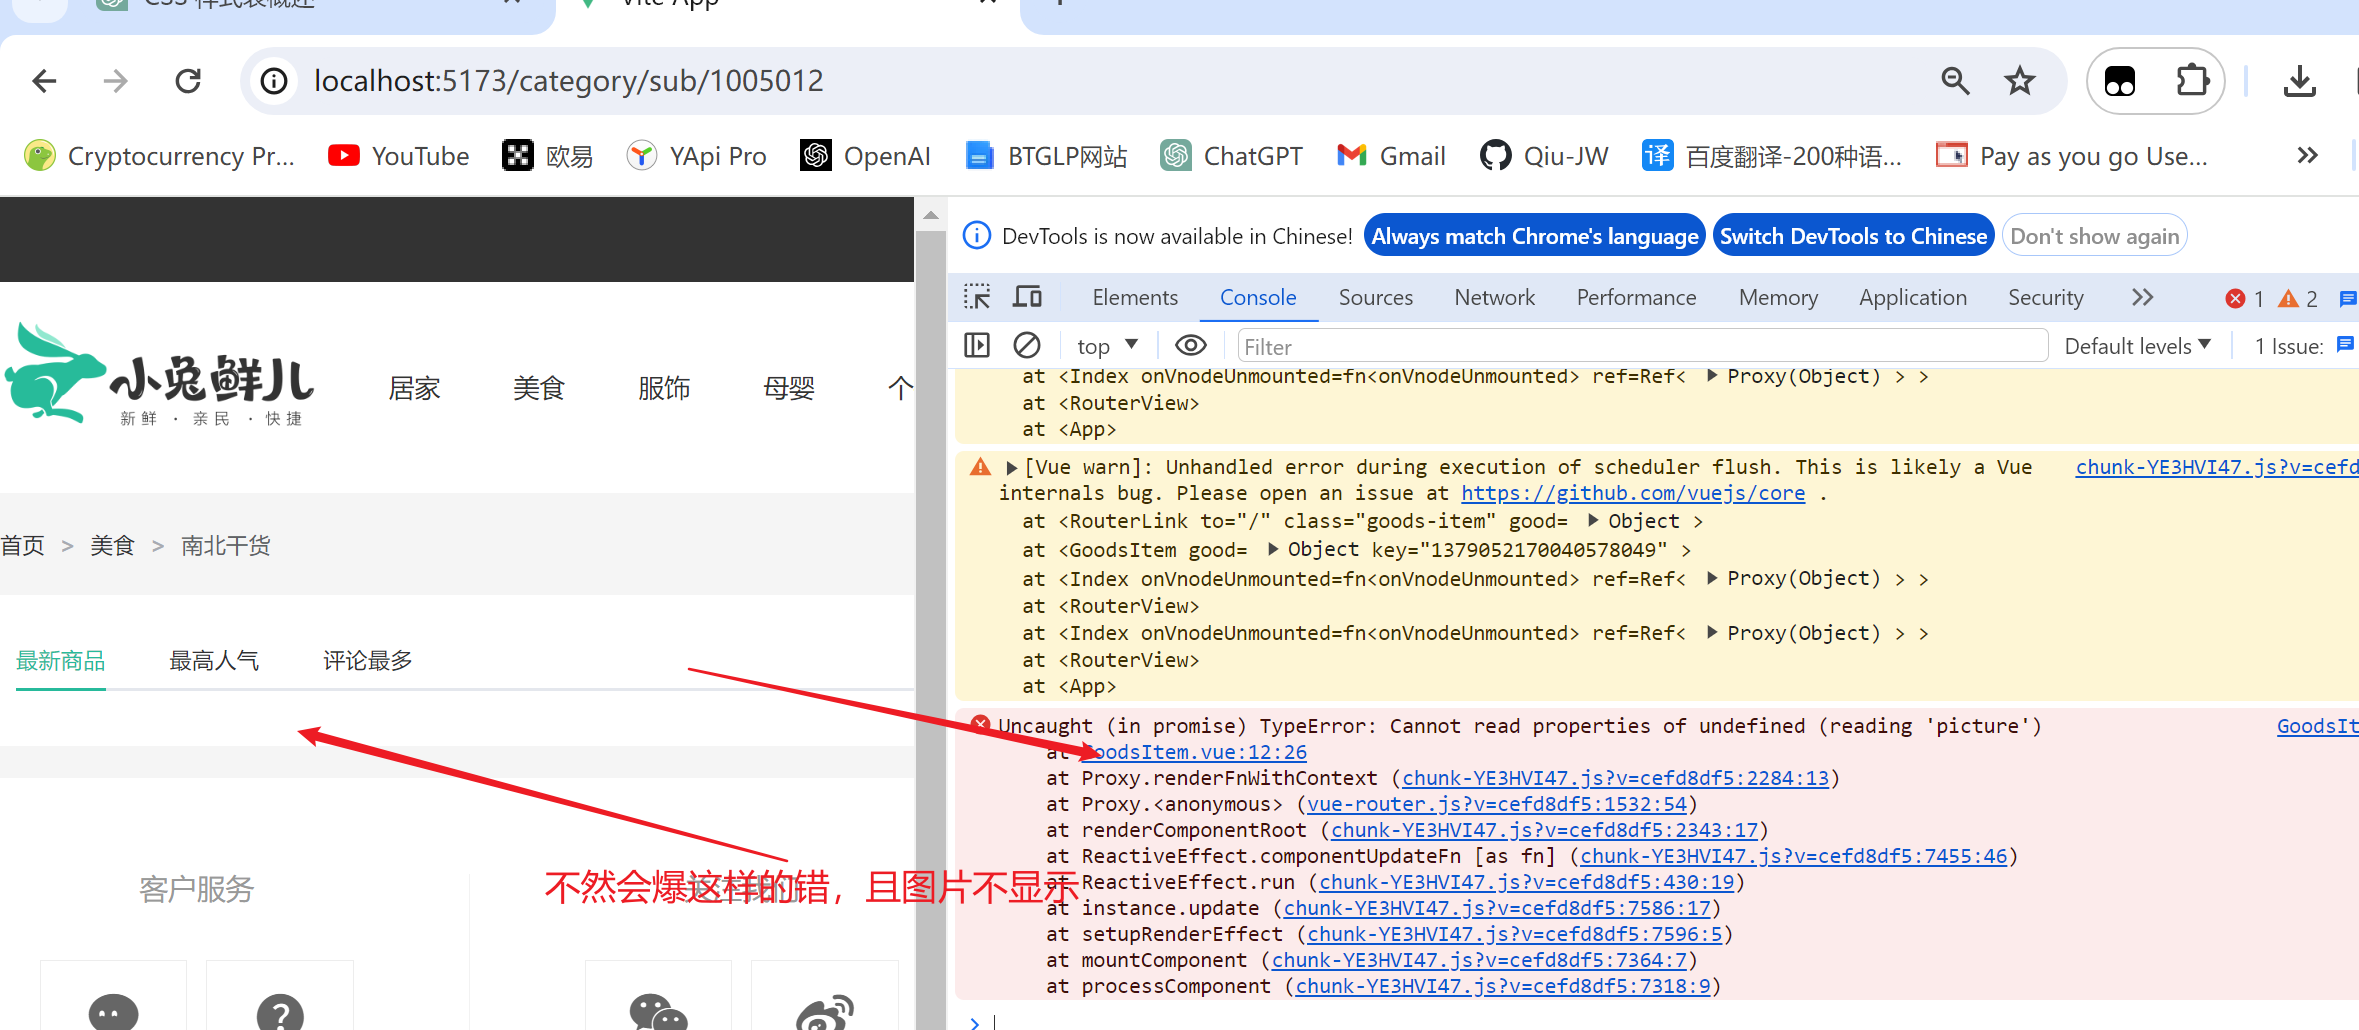 CSS 样式表概述
Vite App
localhost:5173/category/sub/1005012
Cryptocurrency Pr...
YouTube
欧易
YApi Pro
OpenAI
BTGLP网站
ChatGPT
Gmail
Qiu-JW
译 百度翻译-200种语...
Pay as you go Use...
小兔鲜儿
新鲜 · 亲民 · 快捷
居家
美食
服饰
母婴
个
首页 > 美食 > 南北干货
最新商品
最高人气
评论最多
不然会爆这样的错，且图片不显示
客户服务
DevTools is now available in Chinese!
Always match Chrome's language
Switch DevTools to Chinese
Don't show again
Elements
Console
Sources
Network
Performance
Memory
Application
Security
1
2
top
Filter
Default levels
1 Issue:
at <Index onVnodeUnmounted=fn<onVnodeUnmounted> ref=Ref< Proxy(Object) > >
at <RouterView>
at <App>
[Vue warn]: Unhandled error during execution of scheduler flush. This is likely a Vue chunk-YE3HVI47.js?v=cefd
internals bug. Please open an issue at https://github.com/vuejs/core .
at <RouterLink to="/" class="goods-item" good= Object >
at <GoodsItem good= Object key="1379052170040578049" >
at <Index onVnodeUnmounted=fn<onVnodeUnmounted> ref=Ref< Proxy(Object) > >
at <RouterView>
at <Index onVnodeUnmounted=fn<onVnodeUnmounted> ref=Ref< Proxy(Object) > >
at <RouterView>
at <App>
Uncaught (in promise) TypeError: Cannot read properties of undefined (reading 'picture') GoodsIt
at GoodsItem.vue:12:26
at Proxy.renderFnWithContext (chunk-YE3HVI47.js?v=cefd8df5:2284:13)
at Proxy.<anonymous> (vue-router.js?v=cefd8df5:1532:54)
at renderComponentRoot (chunk-YE3HVI47.js?v=cefd8df5:2343:17)
at ReactiveEffect.componentUpdateFn [as fn] (chunk-YE3HVI47.js?v=cefd8df5:7455:46)
at ReactiveEffect.run (chunk-YE3HVI47.js?v=cefd8df5:430:19)
at instance.update (chunk-YE3HVI47.js?v=cefd8df5:7586:17)
at setupRenderEffect (chunk-YE3HVI47.js?v=cefd8df5:7596:5)
at mountComponent (chunk-YE3HVI47.js?v=cefd8df5:7364:7)
at processComponent (chunk-YE3HVI47.js?v=cefd8df5:7318:9)